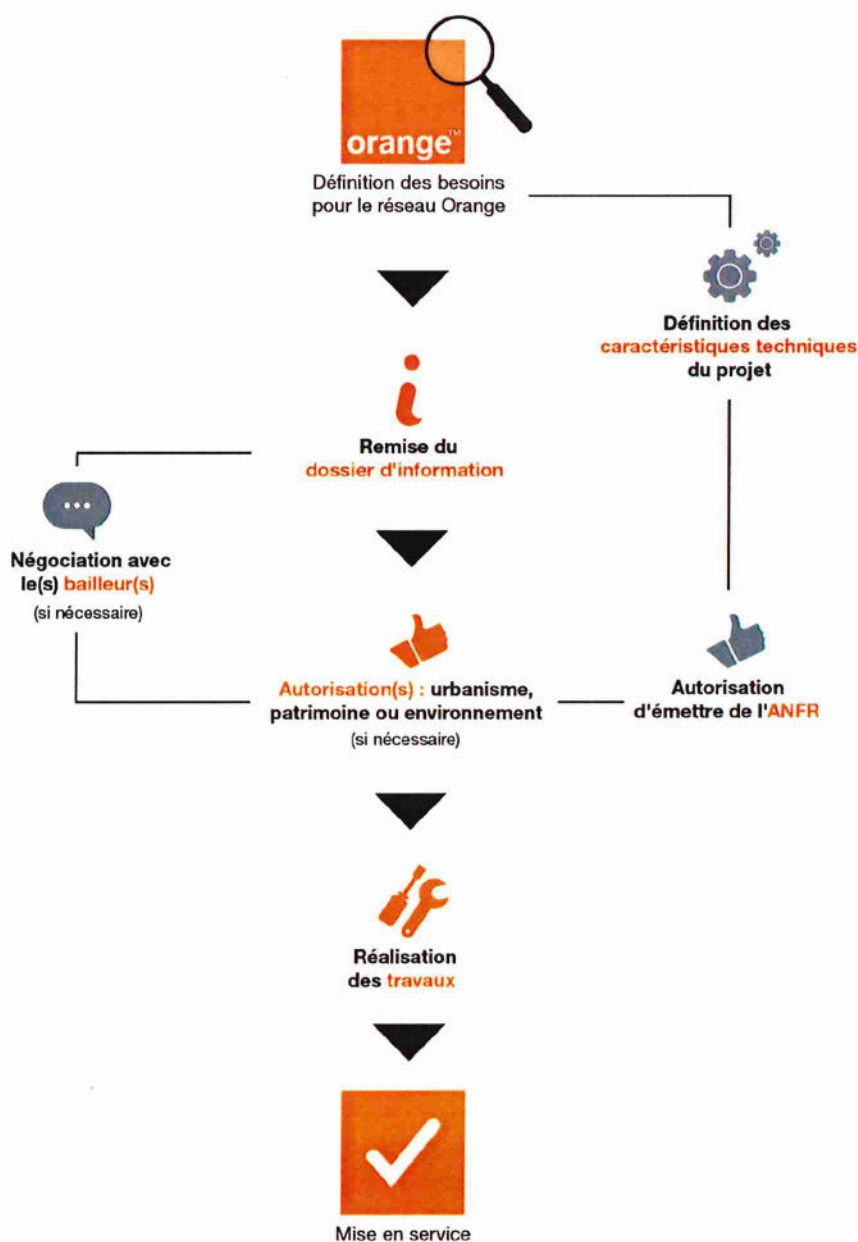 orange™
Définition des besoins
pour le réseau Orange
Définition des
caractéristiques techniques
du projet
Remise du
dossier d'information
Négociation avec
le(s) bailleur(s)
(si nécessaire)
Autorisation(s) : urbanisme,
patrimoine ou environnement
(si nécessaire)
Autorisation
d'émettre de l'ANFR
Réalisation
des travaux
Mise en service